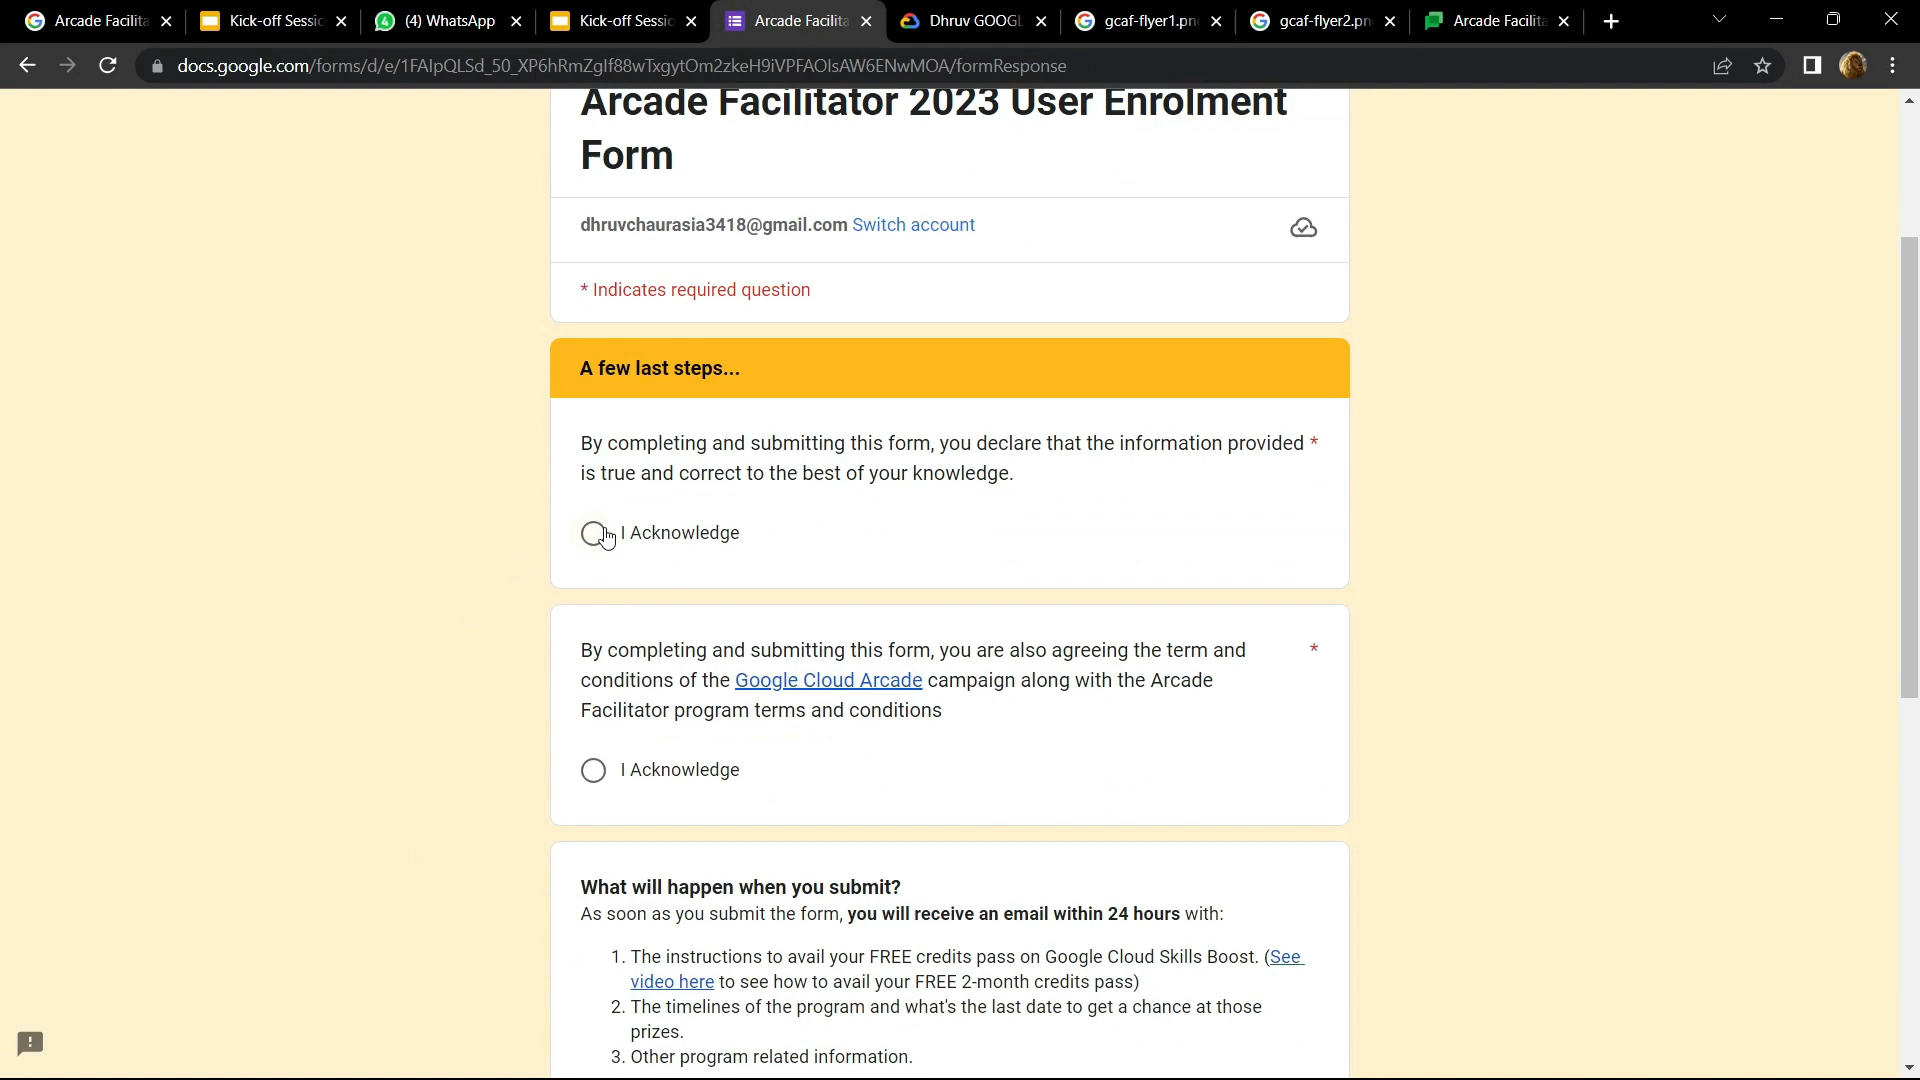 Arcade Facilita
Kick-off Sessic
(4) WhatsApp
Kick-off Sessic
Arcade Facilita
Dhruv GOOGL
gcaf-flyer1.pn
gcaf-flyer2.pn
Arcade Facilita
docs.google.com/forms/d/e/1FAIpQLSd_50_XP6hRmZgIf88wTxgytOm2zkeH9iVPFAOIsAW6ENwMOA/formResponse
Arcade Facilitator 2023 User Enrolment
Form
dhruvchaurasia3418@gmail.com Switch account
* Indicates required question
A few last steps...
By completing and submitting this form, you declare that the information provided *
is true and correct to the best of your knowledge.
I Acknowledge
By completing and submitting this form, you are also agreeing the term and *
conditions of the Google Cloud Arcade campaign along with the Arcade
Facilitator program terms and conditions
I Acknowledge
What will happen when you submit?
As soon as you submit the form, you will receive an email within 24 hours with:
1. The instructions to avail your FREE credits pass on Google Cloud Skills Boost. (See
video here to see how to avail your FREE 2-month credits pass)
2. The timelines of the program and what's the last date to get a chance at those
prizes.
3. Other program related information.